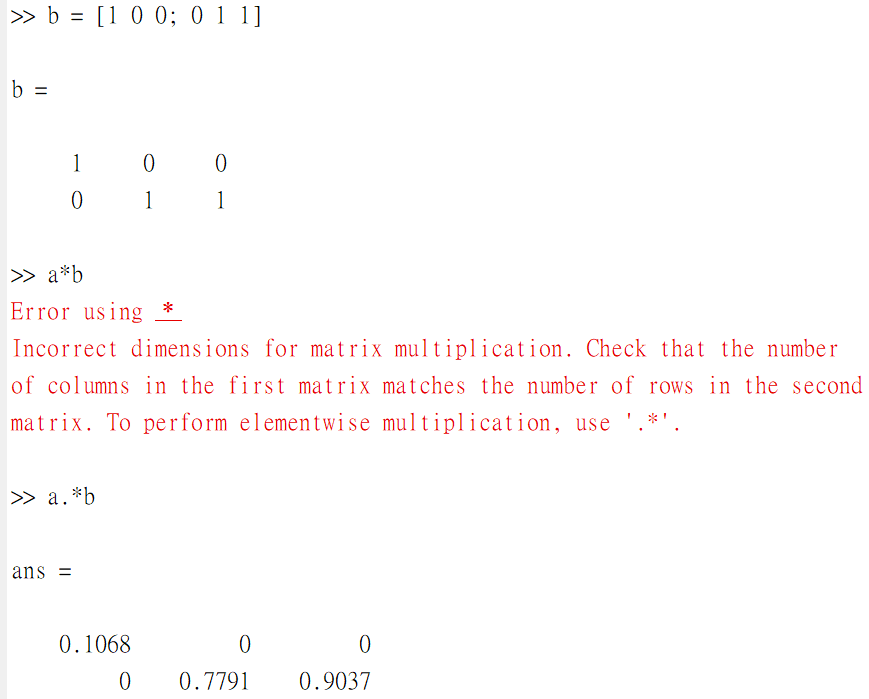 >> b = [1 0 0; 0 1 1]
b =
1 0 0
0 1 1
>> a*b
Error using *
Incorrect dimensions for matrix multiplication. Check that the number
of columns in the first matrix matches the number of rows in the second
matrix. To perform elementwise multiplication, use '.*'.
>> a.*b
ans =
0.1068 0 0
0 0.7791 0.9037